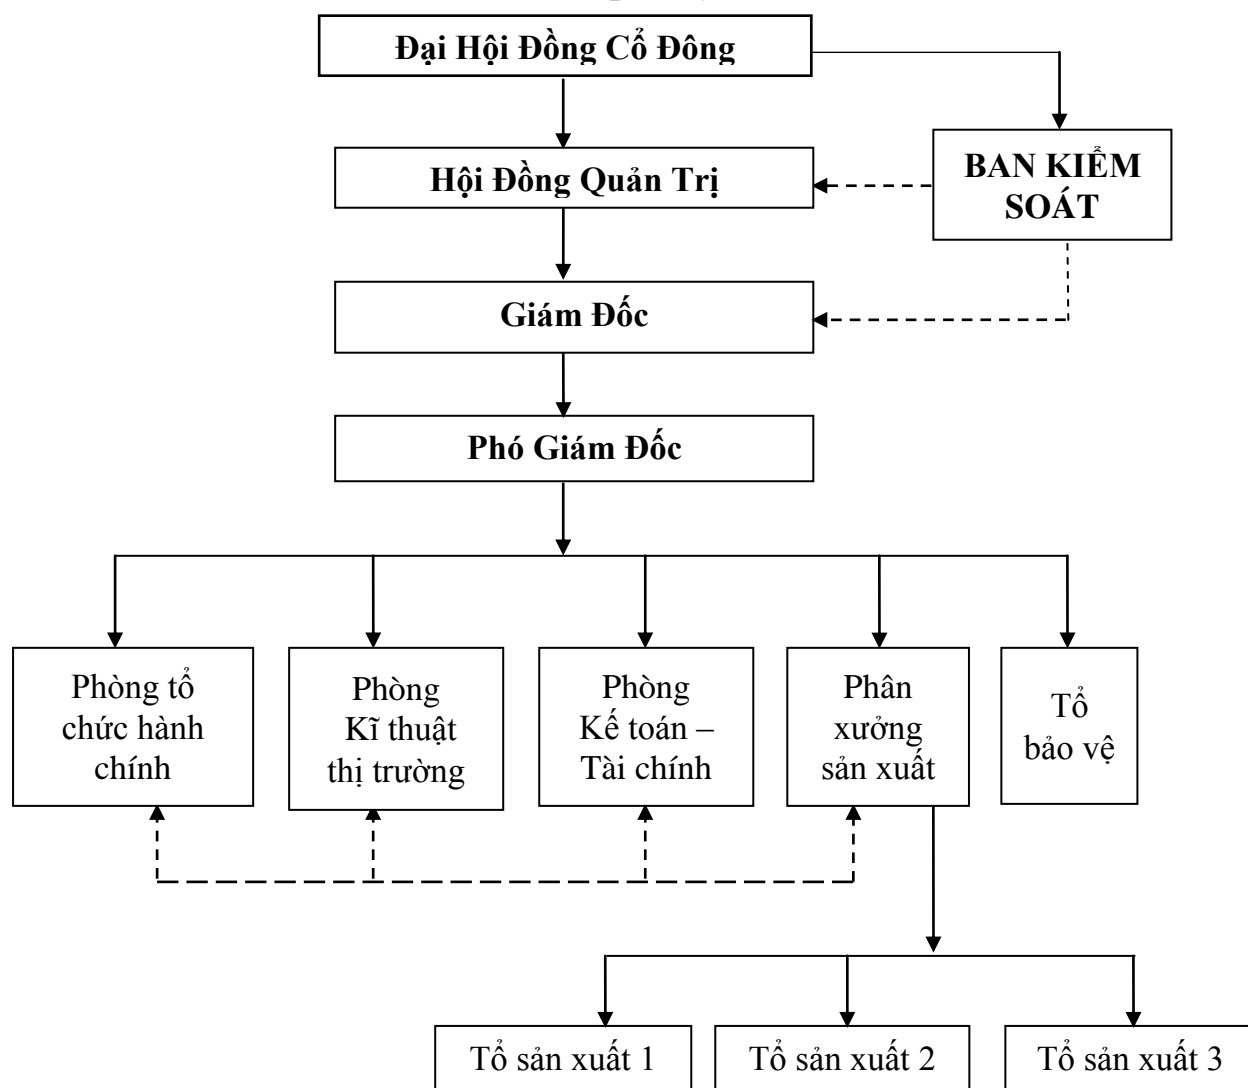 Đại Hội Đồng Cổ Đông
BAN KIỂM
SOÁT
Hội Đồng Quản Trị
Giám Đốc
Phó Giám Đốc
Phòng tổ
chức hành
chính
Phòng
Kĩ thuật
thị trường
Phòng
Kế toán –
Tài chính
Phân
xưởng
sản xuất
Tổ
bảo vệ
Tổ sản xuất 1
Tổ sản xuất 2
Tổ sản xuất 3